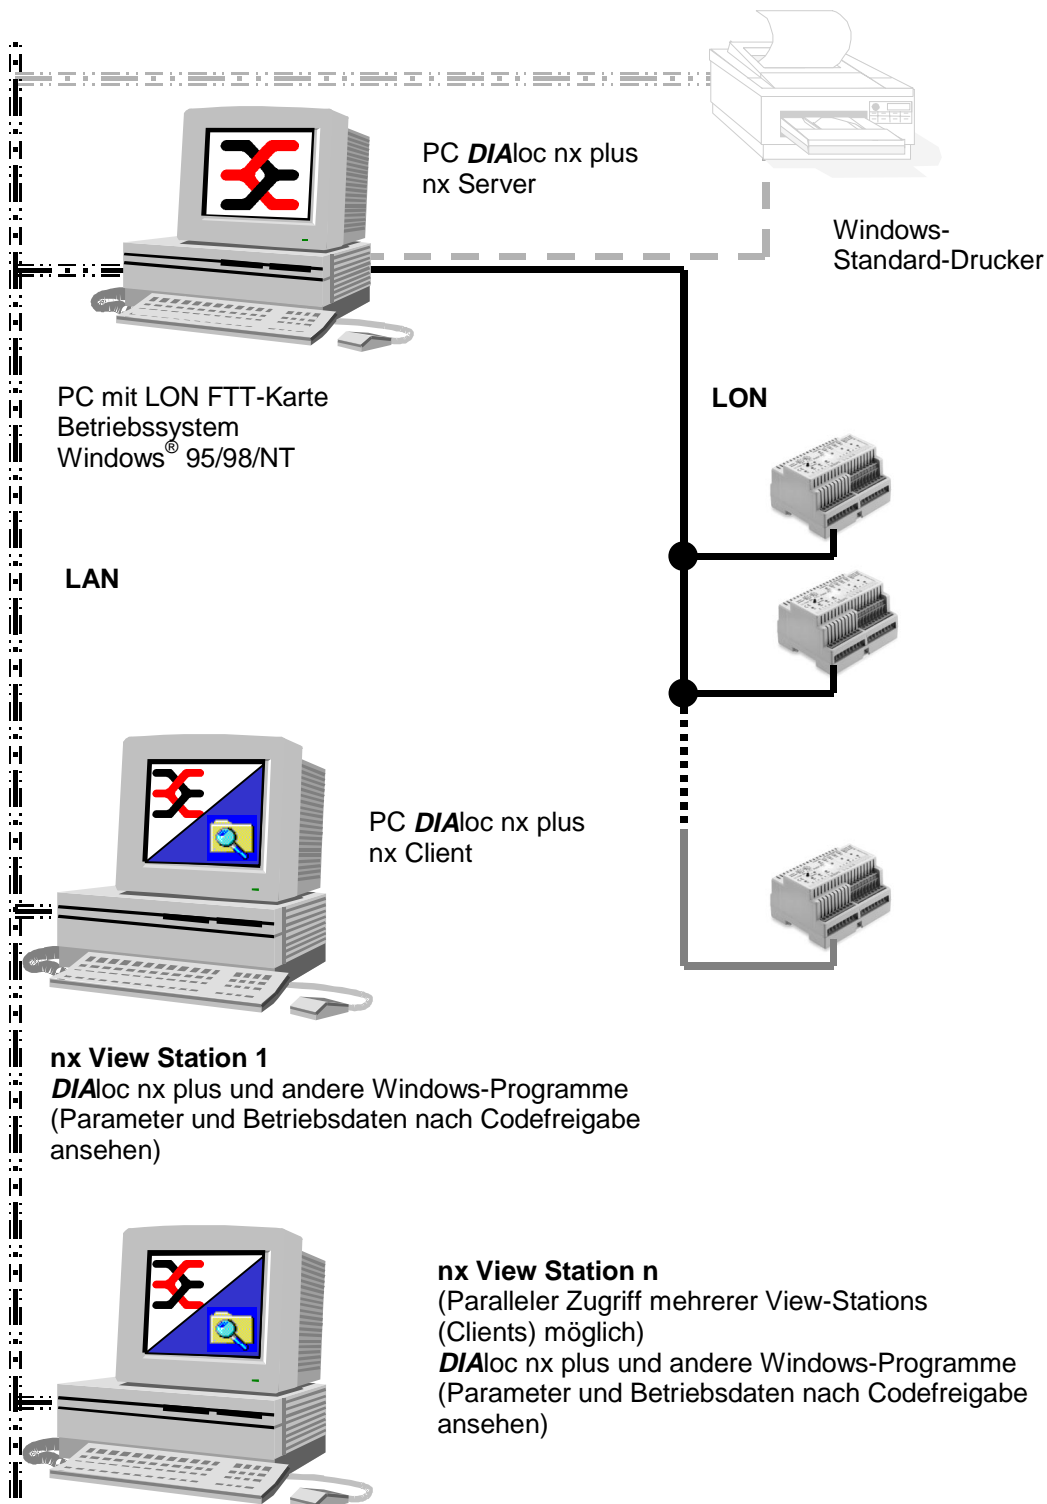 PC DIAloc nx plus
nx Server
Windows-
Standard-Drucker
PC mit LON FTT-Karte
Betriebssystem
Windows® 95/98/NT
LON
LAN
PC DIAloc nx plus
nx Client
nx View Station 1
DIAloc nx plus und andere Windows-Programme
(Parameter und Betriebsdaten nach Codefreigabe
ansehen)
nx View Station n
(Paralleler Zugriff mehrerer View-Stations
(Clients) möglich)
DIAloc nx plus und andere Windows-Programme
(Parameter und Betriebsdaten nach Codefreigabe
ansehen)